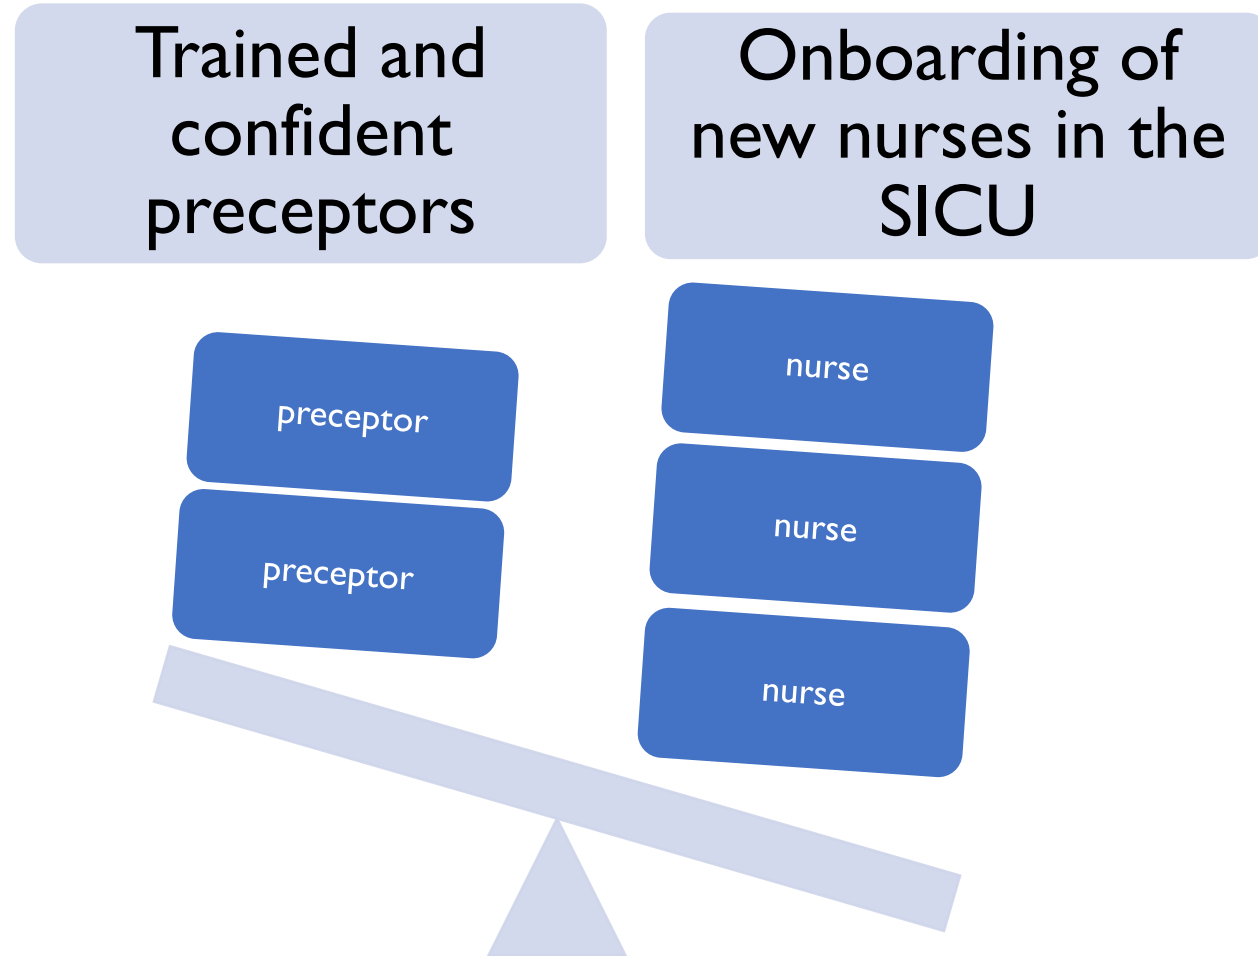 Trained and
confident
preceptors
Onboarding of
new nurses in the
SICU
preceptor
preceptor
nurse
nurse
nurse